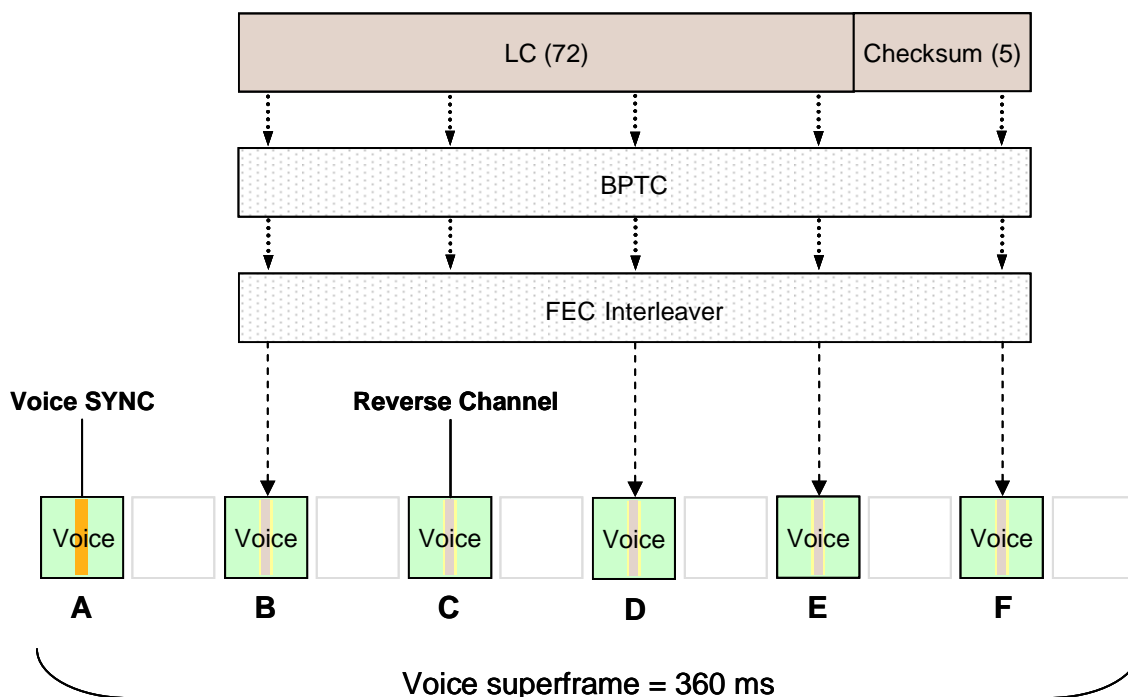 LC (72) Checksum (5)
BPTC
FEC Interleaver
Voice SYNC Reverse Channel
Voice Voice Voice Voice Voice Voice
A B C D E F
Voice superframe = 360 ms